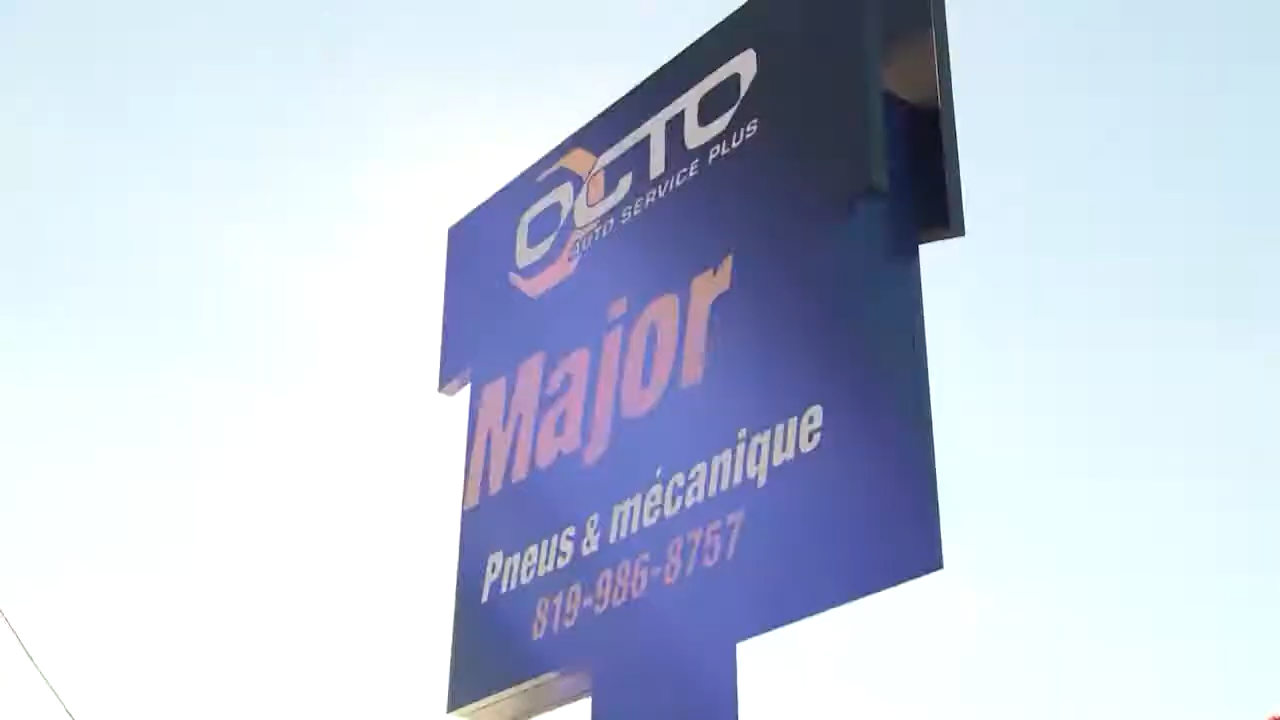 OCTO
AUTO SERVICE PLUS
Major
Pneus & mécanique
819-986-8757